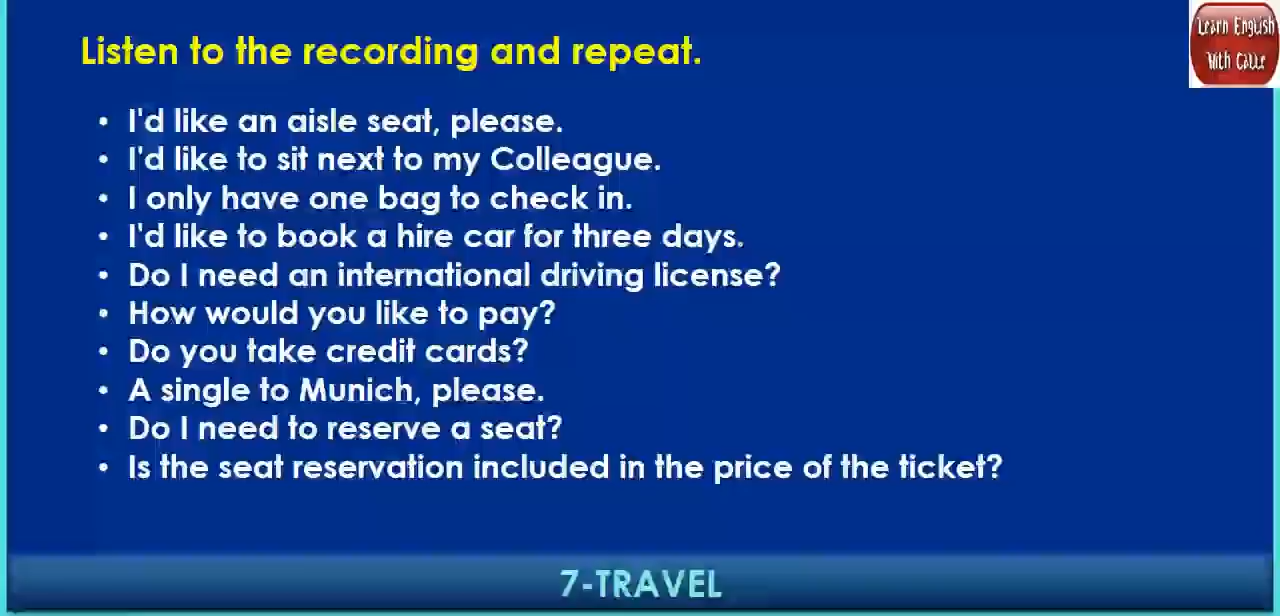 Learn English
With Calls
Listen to the recording and repeat.
• I'd like an aisle seat, please.
• I'd like to sit next to my Colleague.
• I only have one bag to check in.
• I'd like to book a hire car for three days.
• Do I need an international driving license?
• How would you like to pay?
• Do you take credit cards?
• A single to Munich, please.
• Do I need to reserve a seat?
• Is the seat reservation included in the price of the ticket?
7-TRAVEL